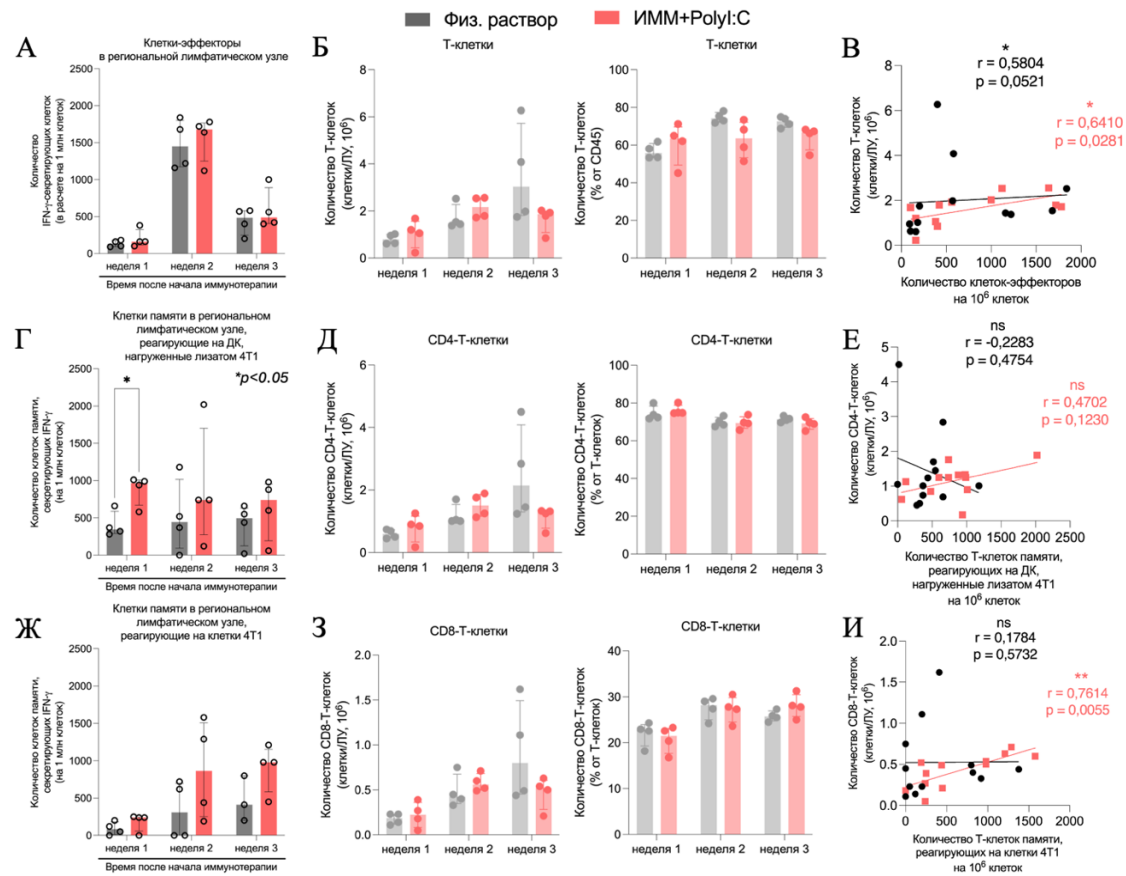 Физ. раствор
ИММ+PolyI:C
А
Клетки-эффекторы
в региональной лимфатическом узле
Количество
IFN-γ-секретирующих клеток
(в расчете на 1 млн клеток)
2500
2000
1500
1000
500
0
неделя 1
неделя 2
неделя 3
Время после начала иммунотерапии
Б
Т-клетки
Количество Т-клеток
(клетки/ЛУ, 10⁶)
8
6
4
2
0
неделя 1
неделя 2
неделя 3
Т-клетки
Количество Т-клеток
(% от CD45)
100
80
60
40
20
0
неделя 1
неделя 2
неделя 3
В
*
r = 0,5804
p = 0,0521
*
r = 0,6410
p = 0,0281
Количество Т-клеток
(клетки/ЛУ, 10⁶)
8
6
4
2
0
0
500
1000
1500
2000
Количество клеток-эффекторов
на 10⁶ клеток
Г
Клетки памяти в региональном
лимфатическом узле,
реагирующие на ДК,
нагруженные лизатом 4T1
*p<0.05
*
Количество клеток памяти,
секретирующих IFN-γ
(на 1 млн клеток)
2500
2000
1500
1000
500
0
неделя 1
неделя 2
неделя 3
Время после начала иммунотерапии
Д
CD4-Т-клетки
Количество CD4-Т-клеток
(клетки/ЛУ, 10⁶)
6
4
2
0
неделя 1
неделя 2
неделя 3
CD4-Т-клетки
Количество CD4-Т-клеток
(% от Т-клеток)
100
80
60
40
20
0
неделя 1
неделя 2
неделя 3
Е
ns
r = -0,2283
p = 0,4754
ns
r = 0,4702
p = 0,1230
Количество CD4-Т-клеток
(клетки/ЛУ, 10⁶)
5
4
3
2
1
0
0
500
1000
1500
2000
2500
Количество Т-клеток памяти,
реагирующих на ДК,
нагруженные лизатом 4T1
на 10⁶ клеток
Ж
Клетки памяти в региональном
лимфатическом узле,
реагирующие на клетки 4T1
Количество клеток памяти,
секретирующих IFN-γ
(на 1 млн клеток)
2500
2000
1500
1000
500
0
неделя 1
неделя 2
неделя 3
Время после начала иммунотерапии
З
CD8-Т-клетки
Количество CD8-Т-клеток
(клетки/ЛУ, 10⁶)
2.0
1.5
1.0
0.5
0.0
неделя 1
неделя 2
неделя 3
CD8-Т-клетки
Количество CD8-Т-клеток
(% от Т-клеток)
40
30
20
10
0
неделя 1
неделя 2
неделя 3
И
ns
r = 0,1784
p = 0,5732
**
r = 0,7614
p = 0,0055
Количество CD8-Т-клеток
(клетки/ЛУ, 10⁶)
2.0
1.5
1.0
0.5
0.0
0
500
1000
1500
2000
Количество Т-клеток памяти,
реагирующих на клетки 4T1
на 10⁶ клеток